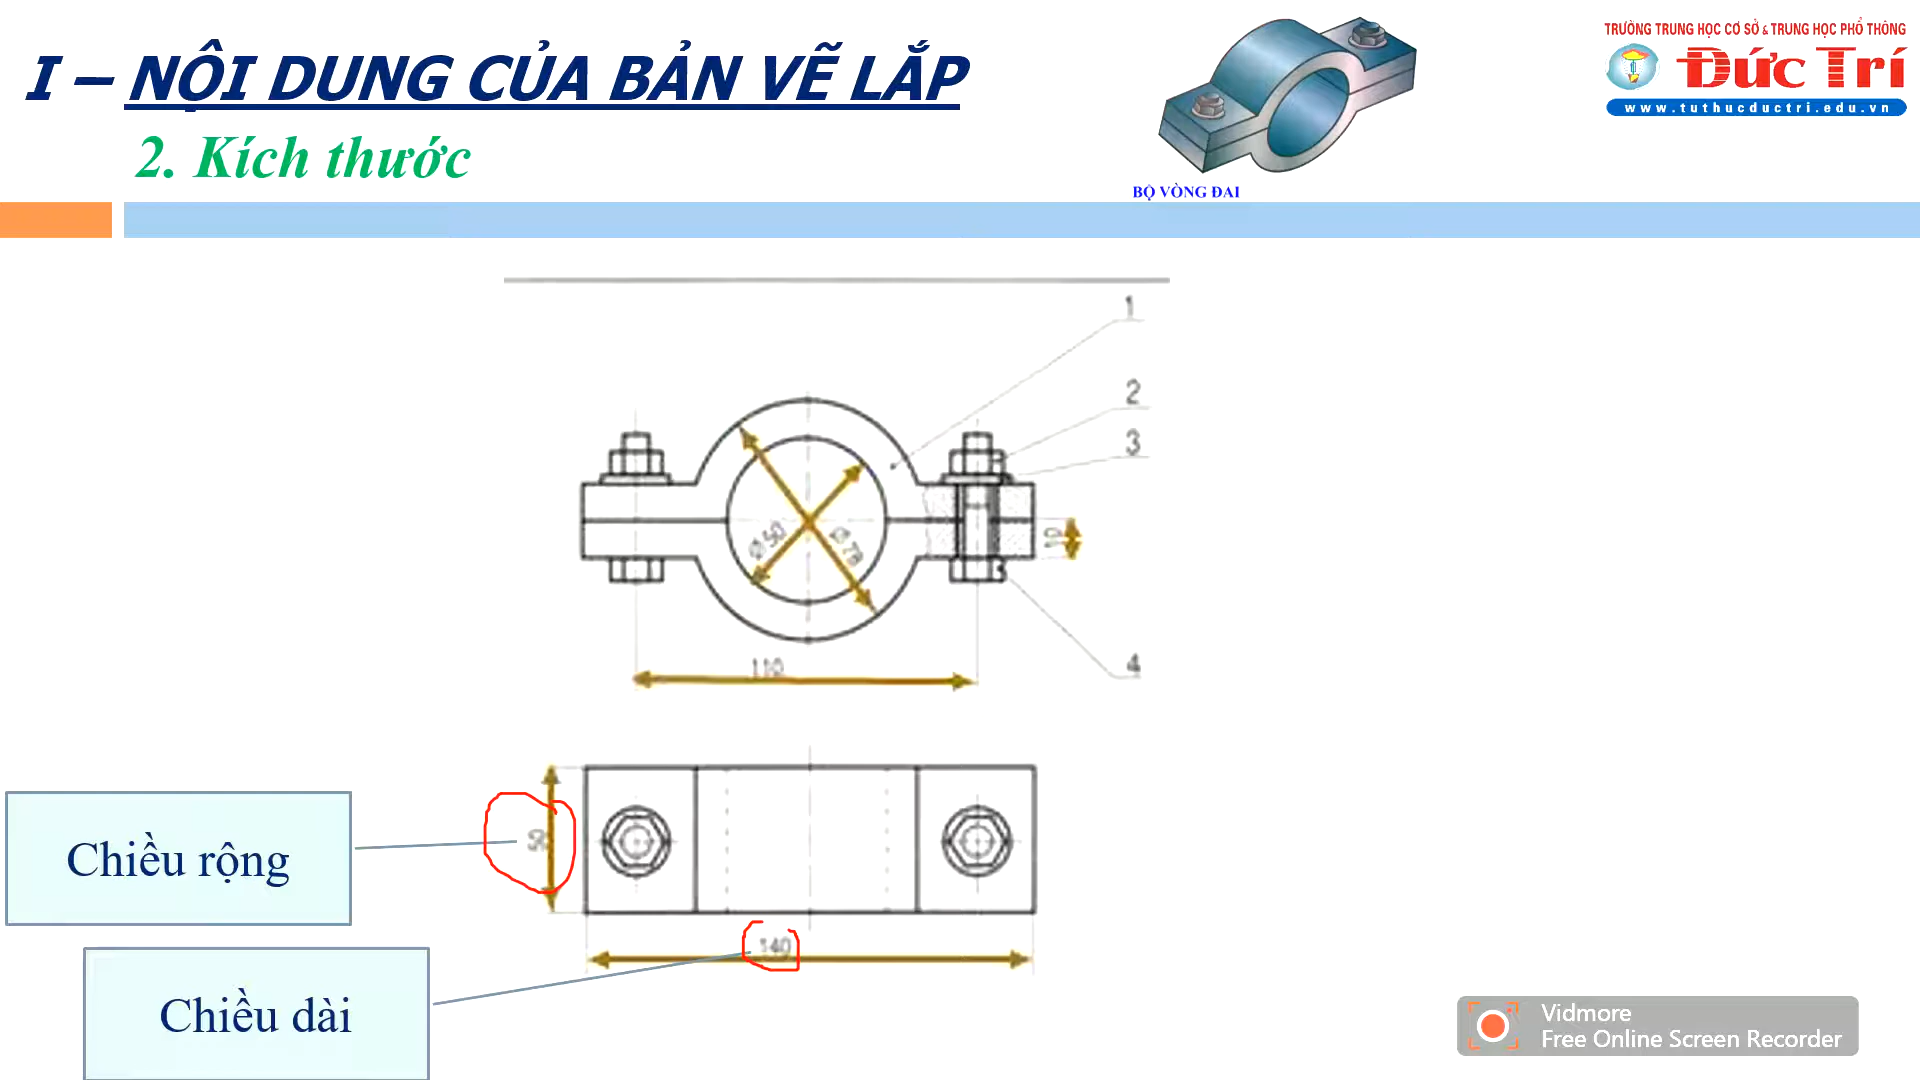 I – NỘI DUNG CỦA BẢN VẼ LẮP
2. Kích thước
BỘ VÒNG ĐAI
TRƯỜNG TRUNG HỌC CƠ SỞ & TRUNG HỌC PHỔ THÔNG
Đức Trí
www.tuthucductri.edu.vn
1
2
3
Ø 50
Ø 78
10
110
4
50
Chiều rộng
140
Chiều dài
Vidmore
Free Online Screen Recorder